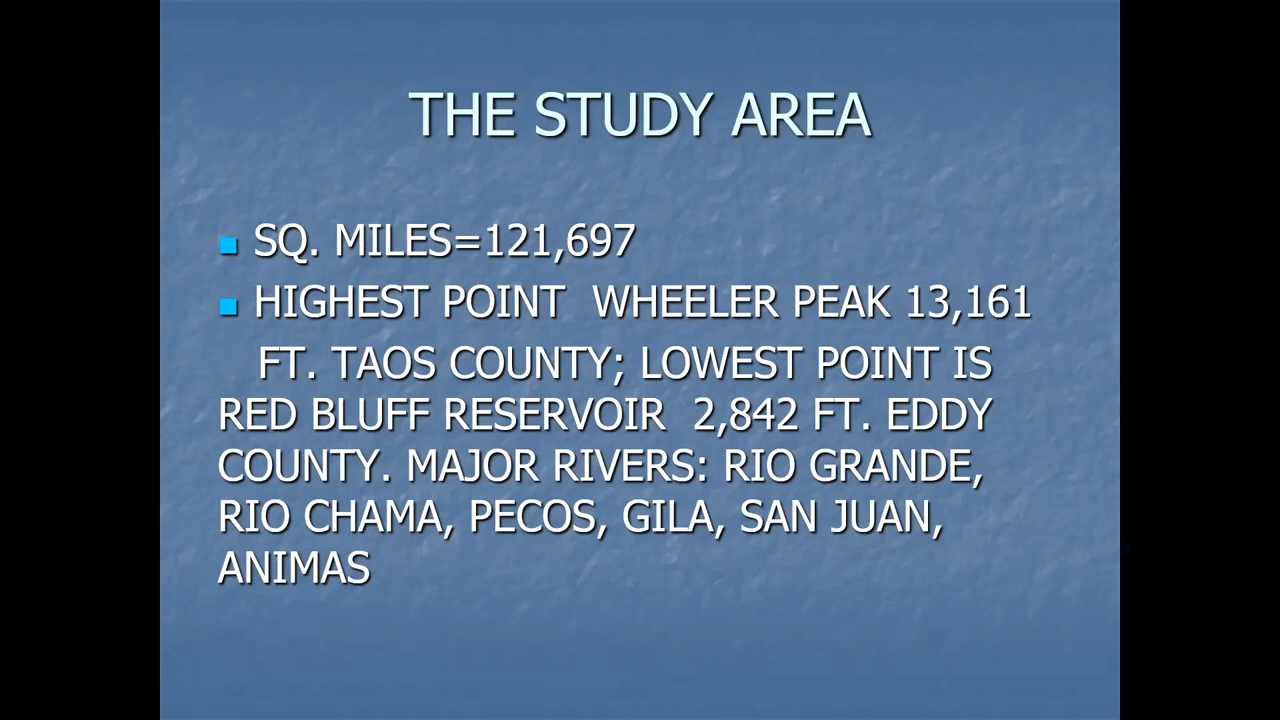 THE STUDY AREA
SQ. MILES=121,697
HIGHEST POINT  WHEELER PEAK 13,161
FT. TAOS COUNTY; LOWEST POINT IS
RED BLUFF RESERVOIR  2,842 FT. EDDY
COUNTY. MAJOR RIVERS: RIO GRANDE,
RIO CHAMA, PECOS, GILA, SAN JUAN,
ANIMAS